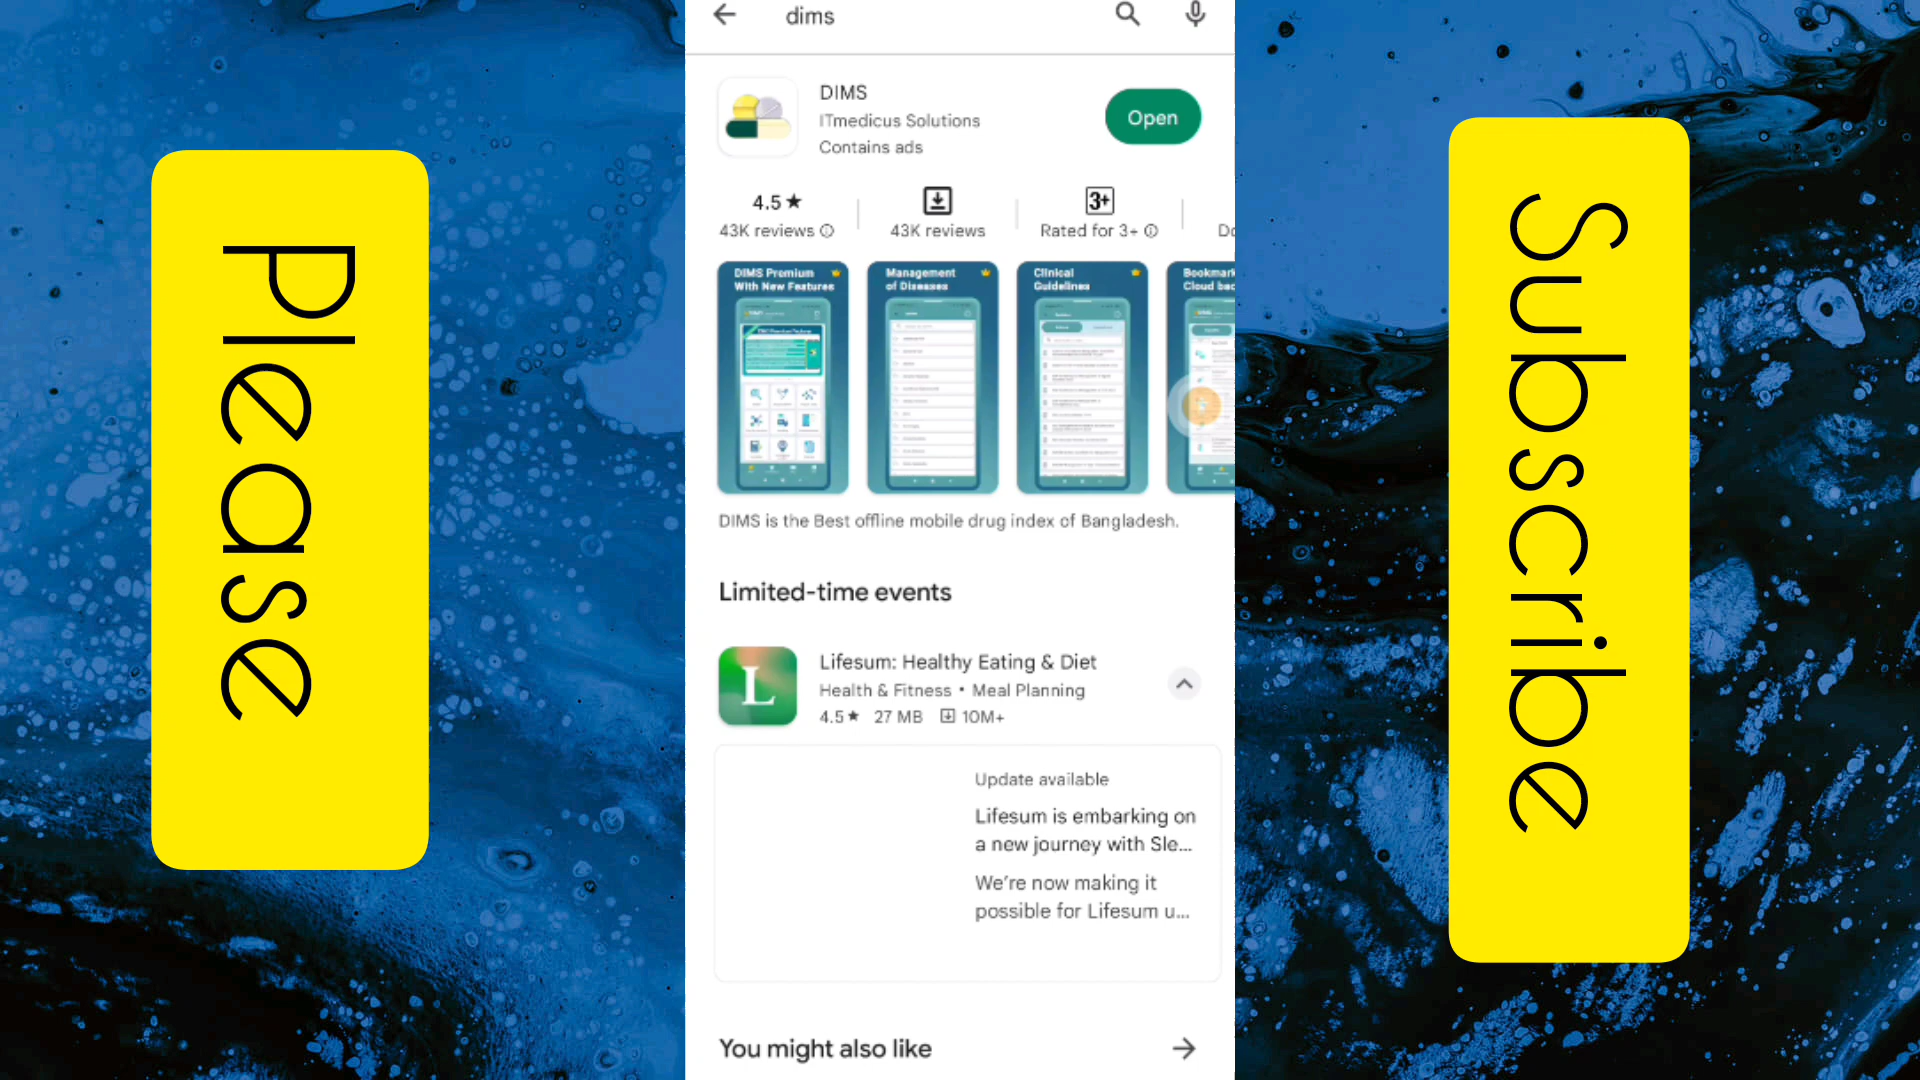 Please
dims
DIMS
ITmedicus Solutions
Contains ads
Open
4.5★
43K reviews
43K reviews
3+
Rated for 3+
Do
DIMS Premium
With New Features
Management
of Diseases
Clinical
Guidelines
Bookmark
Cloud bac
DIMS is the Best offline mobile drug index of Bangladesh.
Limited-time events
L
Lifesum: Healthy Eating & Diet
Health & Fitness • Meal Planning
4.5★ 27 MB 10M+
Update available
Lifesum is embarking on
a new journey with Sle...
We’re now making it
possible for Lifesum u...
You might also like
Subscribe